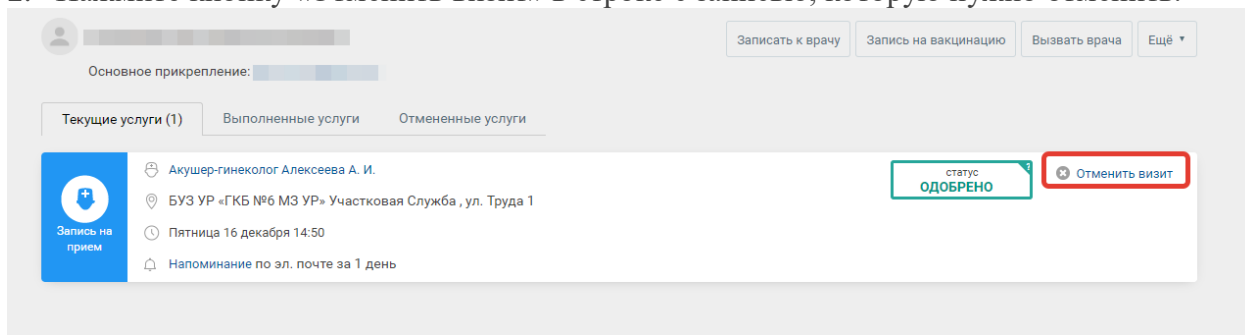 Записать к врачу
Запись на вакцинацию
Вызвать врача
Ещё
Основное прикрепление:
Текущие услуги (1)
Выполненные услуги
Отмененные услуги
Акушер-гинеколог Алексеева А. И.
статус
ОДОБРЕНО
?
Отменить визит
БУЗ УР «ГКБ №6 МЗ УР» Участковая Служба , ул. Труда 1
Запись на
прием
Пятница 16 декабря 14:50
Напоминание по эл. почте за 1 день